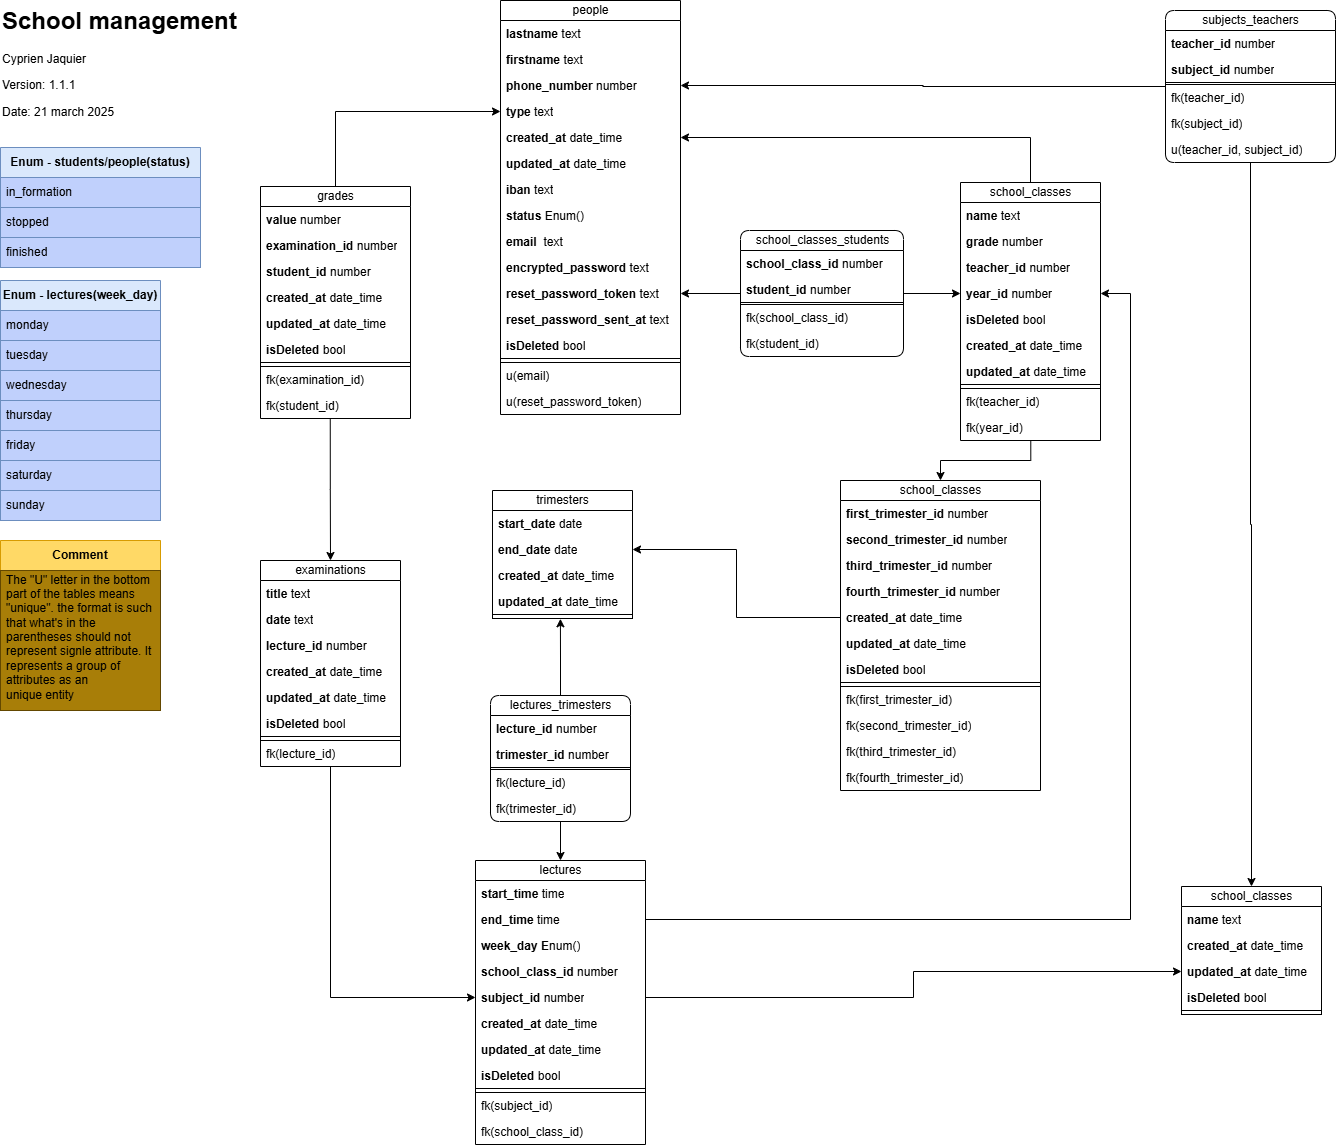 School management
Cyprien Jaquier
Version: 1.1.1
Date: 21 march 2025
Enum - students/people(status)
in_formation
stopped
finished
Enum - lectures(week_day)
monday
tuesday
wednesday
thursday
friday
saturday
sunday
Comment
The "U" letter in the bottom
part of the tables means
"unique". the format is such
that what's in the
parentheses should not
represent signle attribute. It
represents a group of
attributes as an
unique entity
grades
value number
examination_id number
student_id number
created_at date_time
updated_at date_time
isDeleted bool
fk(examination_id)
fk(student_id)
examinations
title text
date text
lecture_id number
created_at date_time
updated_at date_time
isDeleted bool
fk(lecture_id)
people
lastname text
firstname text
phone_number number
type text
created_at date_time
updated_at date_time
iban text
status Enum()
email text
encrypted_password text
reset_password_token text
reset_password_sent_at text
isDeleted bool
u(email)
u(reset_password_token)
trimesters
start_date date
end_date date
created_at date_time
updated_at date_time
lectures_trimesters
lecture_id number
trimester_id number
fk(lecture_id)
fk(trimester_id)
lectures
start_time time
end_time time
week_day Enum()
school_class_id number
subject_id number
created_at date_time
updated_at date_time
isDeleted bool
fk(subject_id)
fk(school_class_id)
school_classes_students
school_class_id number
student_id number
fk(school_class_id)
fk(student_id)
school_classes
name text
grade number
teacher_id number
year_id number
isDeleted bool
created_at date_time
updated_at date_time
fk(teacher_id)
fk(year_id)
school_classes
first_trimester_id number
second_trimester_id number
third_trimester_id number
fourth_trimester_id number
created_at date_time
updated_at date_time
isDeleted bool
fk(first_trimester_id)
fk(second_trimester_id)
fk(third_trimester_id)
fk(fourth_trimester_id)
subjects_teachers
teacher_id number
subject_id number
fk(teacher_id)
fk(subject_id)
u(teacher_id, subject_id)
school_classes
name text
created_at date_time
updated_at date_time
isDeleted bool